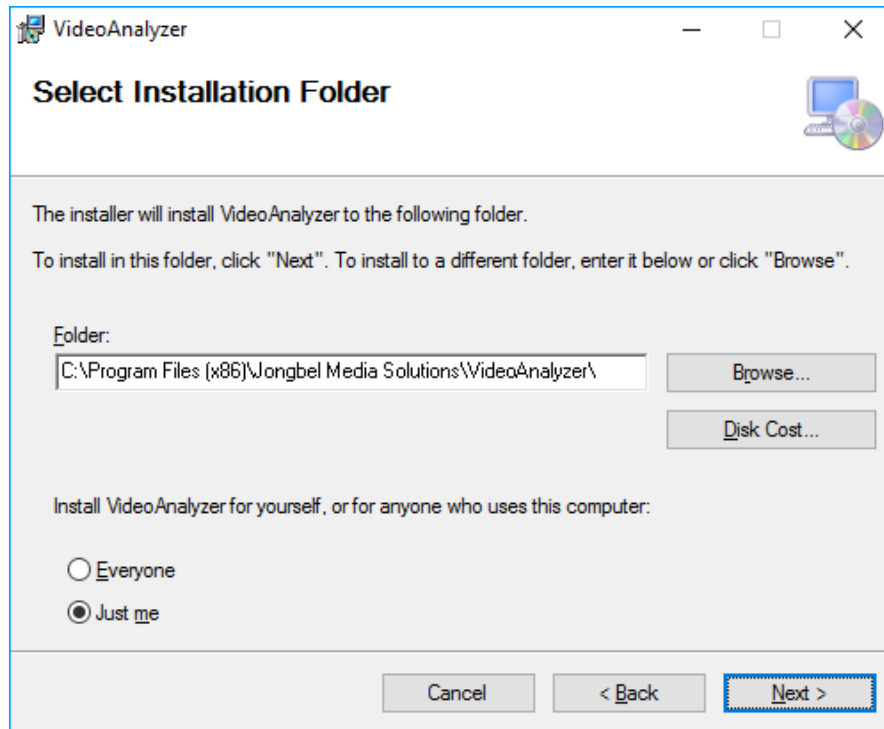 VideoAnalyzer
Select Installation Folder
The installer will install VideoAnalyzer to the following folder.
To install in this folder, click "Next". To install to a different folder, enter it below or click "Browse".
Folder:
C:\Program Files (x86)\Jongbel Media Solutions\VideoAnalyzer\
Browse...
Disk Cost...
Install VideoAnalyzer for yourself, or for anyone who uses this computer:
Everyone
Just me
Cancel
< Back
Next >